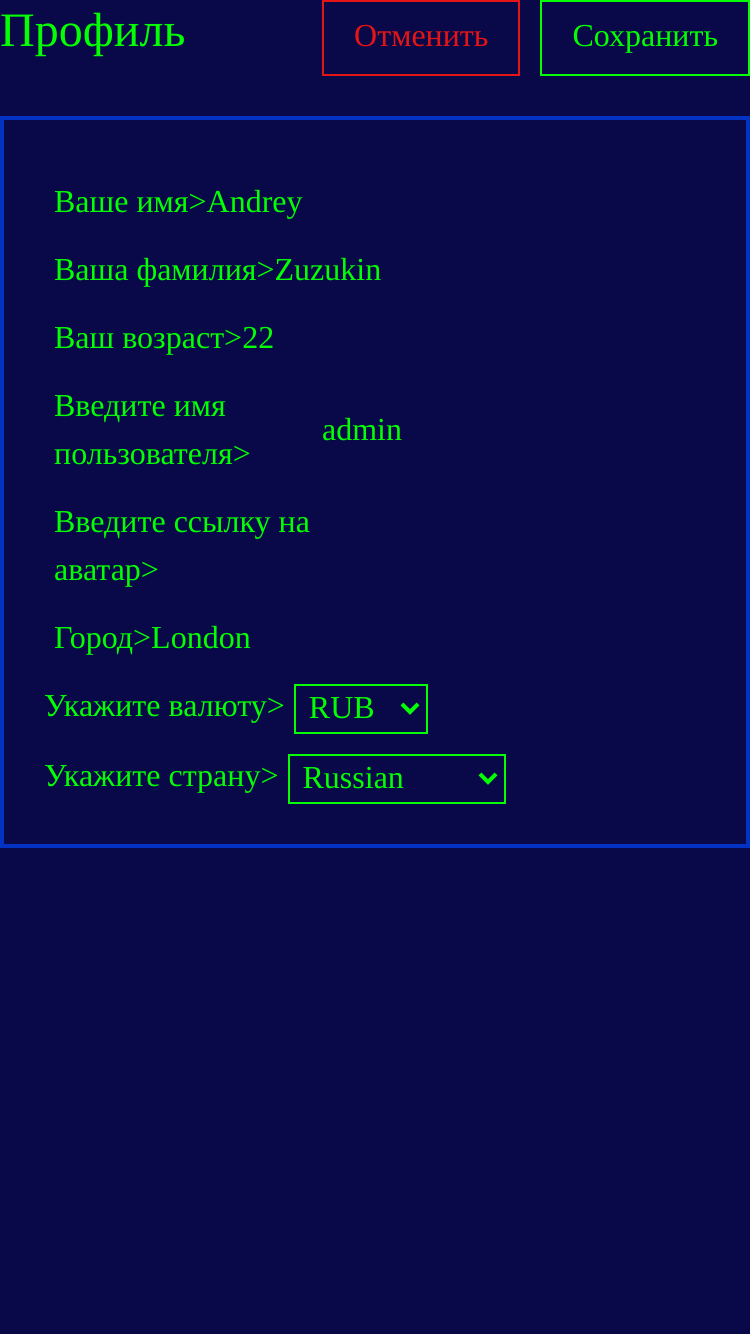 Профиль Отменить Сохранить
Ваше имя>Andrey
Ваша фамилия>Zuzukin
Ваш возраст>22
Введите имя
пользователя> admin
Введите ссылку на
аватар>
Город>London
Укажите валюту> RUB
Укажите страну> Russian